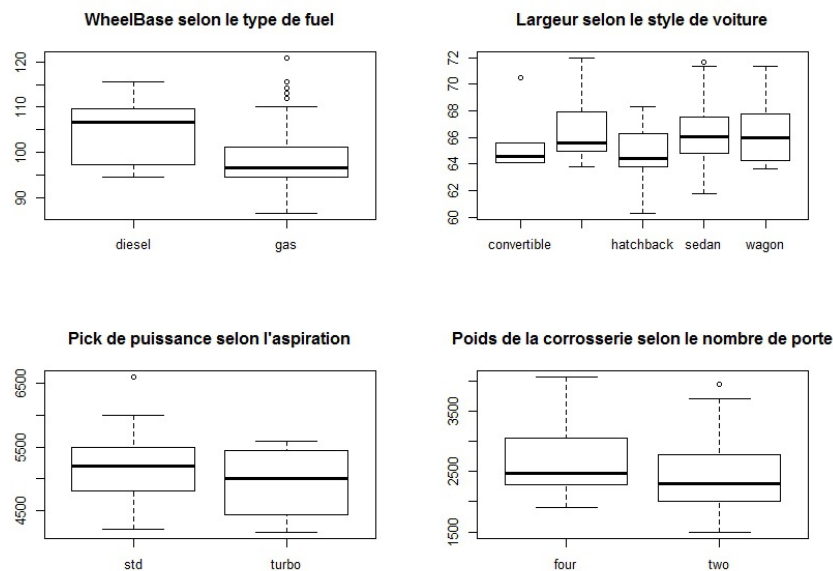 WheelBase selon le type de fuel
120
110
100
90
diesel gas
Largeur selon le style de voiture
72
70
68
66
64
62
60
convertible hatchback sedan wagon
Pick de puissance selon l'aspiration
6500
5500
4500
std turbo
Poids de la corrosserie selon le nombre de porte
3500
2500
1500
four two